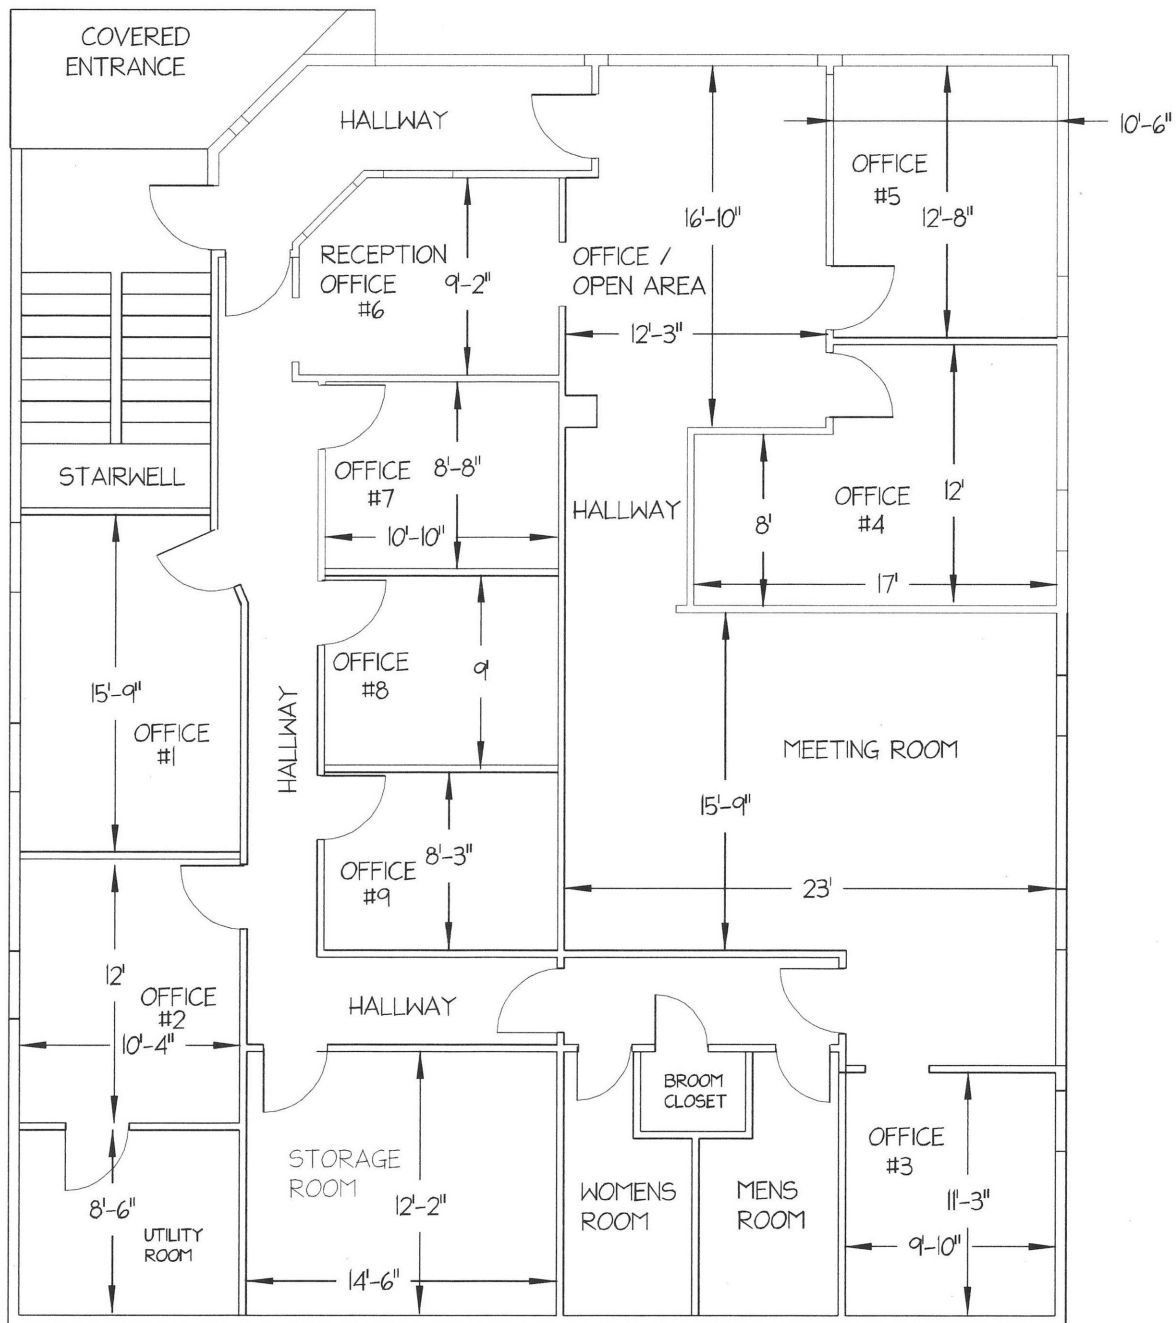 COVERED
ENTRANCE
HALLWAY
10'-6"
OFFICE
#5
12'-8"
16'-10"
RECEPTION
OFFICE
#6
9'-2"
OFFICE /
OPEN AREA
12'-3"
STAIRWELL
OFFICE
#7
8'-8"
10'-10"
HALLWAY
OFFICE
#4
12'
8'
17'
15'-9"
OFFICE
#1
HALLWAY
OFFICE
#8
9'
MEETING ROOM
15'-9"
23'
OFFICE
#9
8'-3"
12'
OFFICE
#2
10'-4"
HALLWAY
BROOM
CLOSET
OFFICE
#3
11'-3"
9'-10"
STORAGE
ROOM
12'-2"
14'-6"
WOMENS
ROOM
MENS
ROOM
8'-6"
UTILITY
ROOM